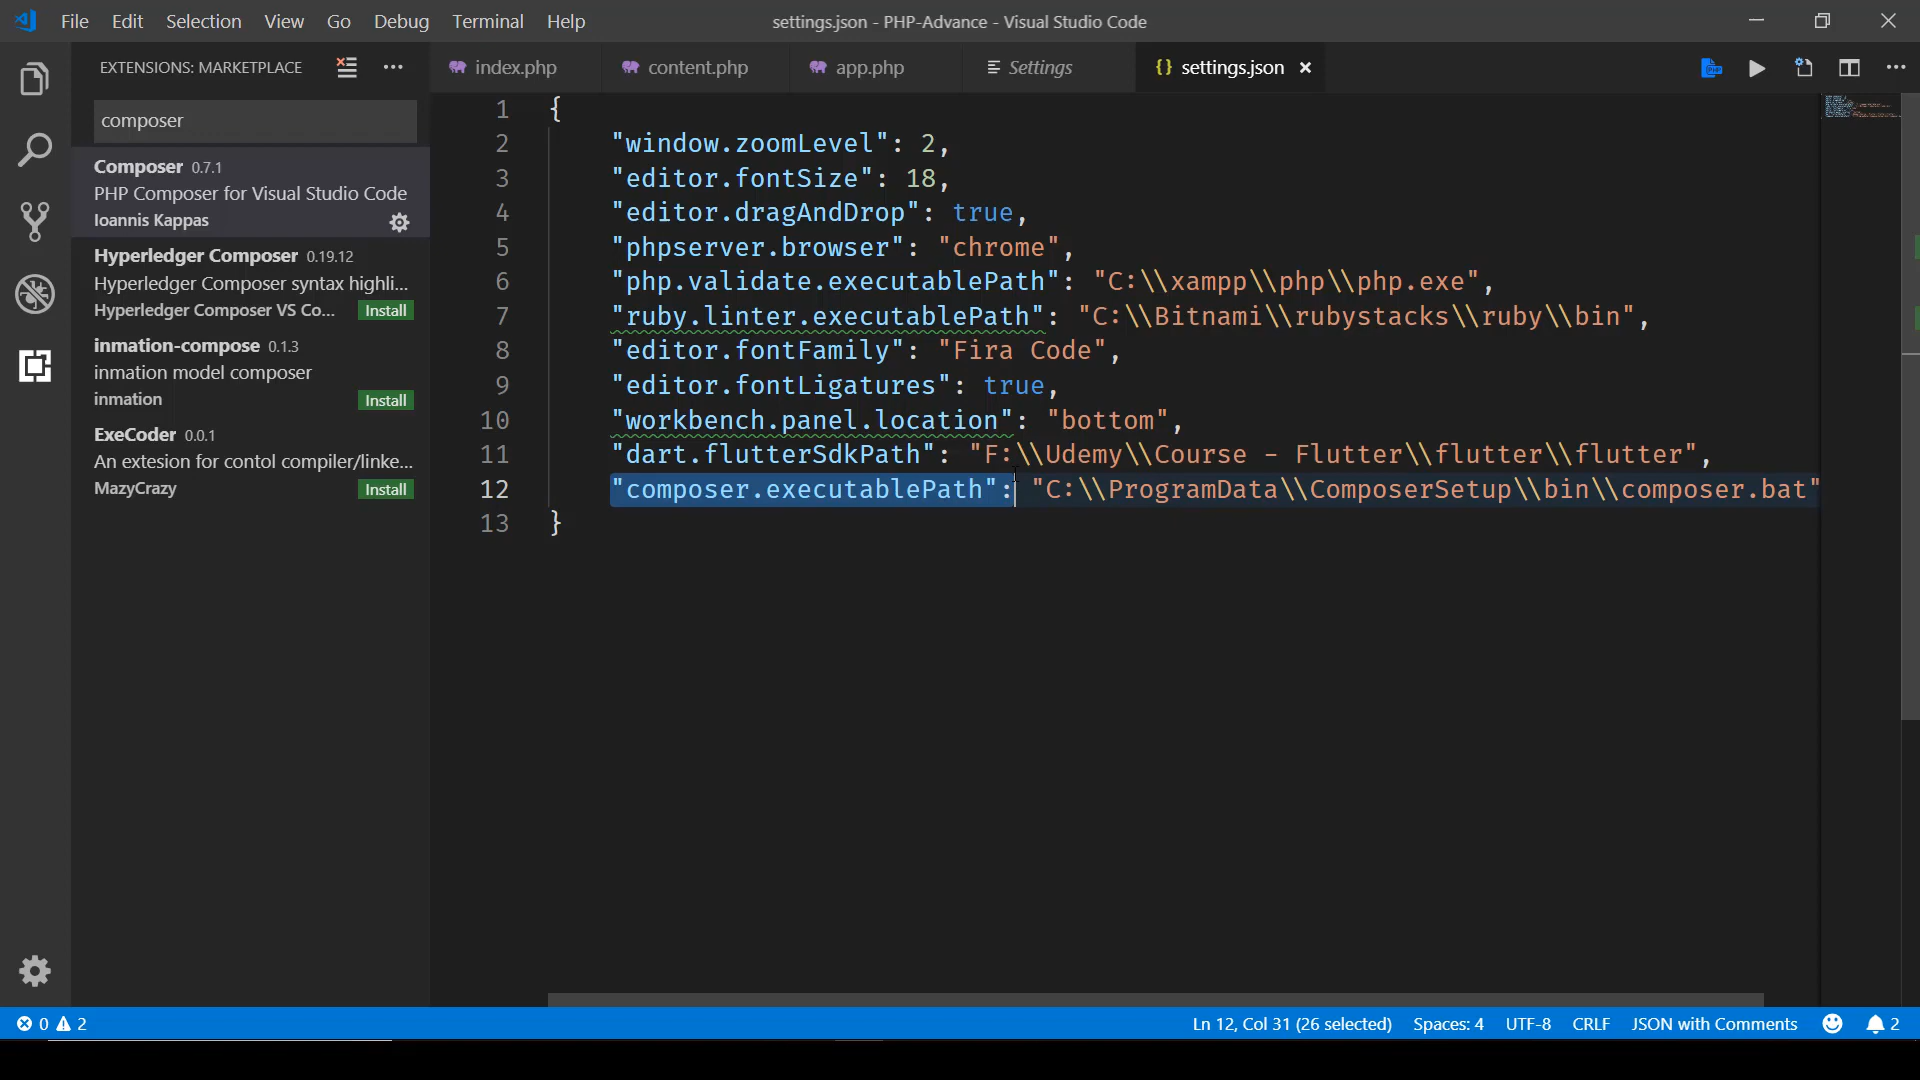 File Edit Selection View Go Debug Terminal Help
settings.json - PHP-Advance - Visual Studio Code
EXTENSIONS: MARKETPLACE
composer
Composer 0.7.1
PHP Composer for Visual Studio Code
Ioannis Kappas
Hyperledger Composer 0.19.12
Hyperledger Composer syntax highli...
Hyperledger Composer VS Co... Install
inmation-compose 0.1.3
inmation model composer
inmation Install
ExeCoder 0.0.1
An extesion for contol compiler/linke...
MazyCrazy Install
index.php content.php app.php Settings {} settings.json
1 {
2 "window.zoomLevel": 2,
3 "editor.fontSize": 18,
4 "editor.dragAndDrop": true,
5 "phpserver.browser": "chrome",
6 "php.validate.executablePath": "C:\\xampp\\php\\php.exe",
7 "ruby.linter.executablePath": "C:\\Bitnami\\rubystacks\\ruby\\bin",
8 "editor.fontFamily": "Fira Code",
9 "editor.fontLigatures": true,
10 "workbench.panel.location": "bottom",
11 "dart.flutterSdkPath": "F:\\Udemy\\Course - Flutter\\flutter\\flutter",
12 "composer.executablePath": "C:\\ProgramData\\ComposerSetup\\bin\\composer.bat"
13 }
0 2 Ln 12, Col 31 (26 selected) Spaces: 4 UTF-8 CRLF JSON with Comments 2